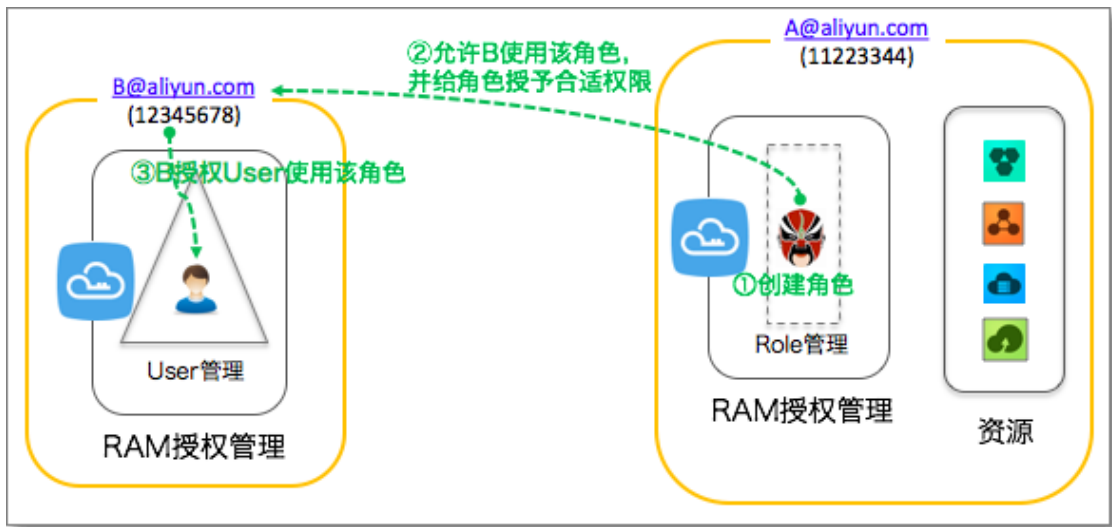 A@aliyun.com
(11223344)
②允许B使用该角色，
并给角色授予合适权限
B@aliyun.com
(12345678)
③B授权User使用该角色
①创建角色
Role管理
User管理
RAM授权管理
资源
RAM授权管理